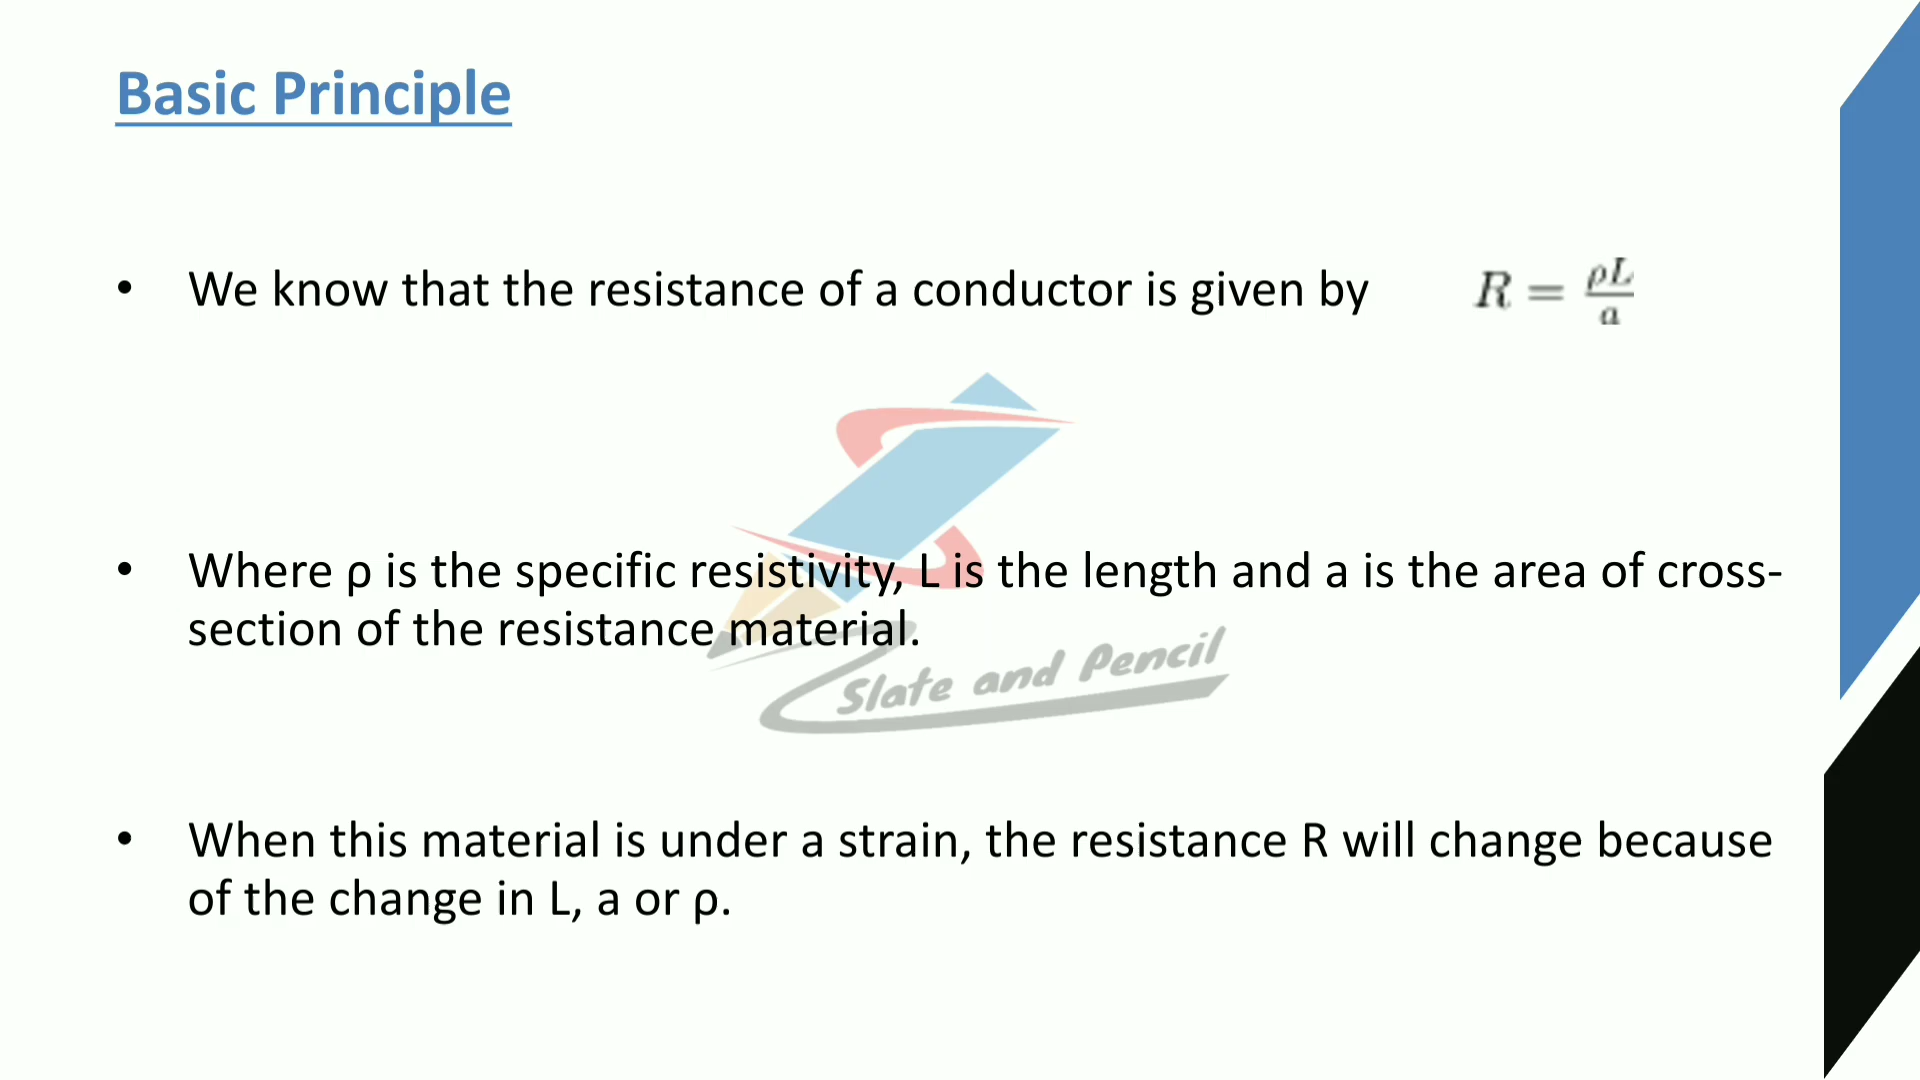 Basic Principle
• We know that the resistance of a conductor is given by R = ρL/a
• Where ρ is the specific resistivity, L is the length and a is the area of cross-
section of the resistance material.
Slate and Pencil
• When this material is under a strain, the resistance R will change because
of the change in L, a or ρ.